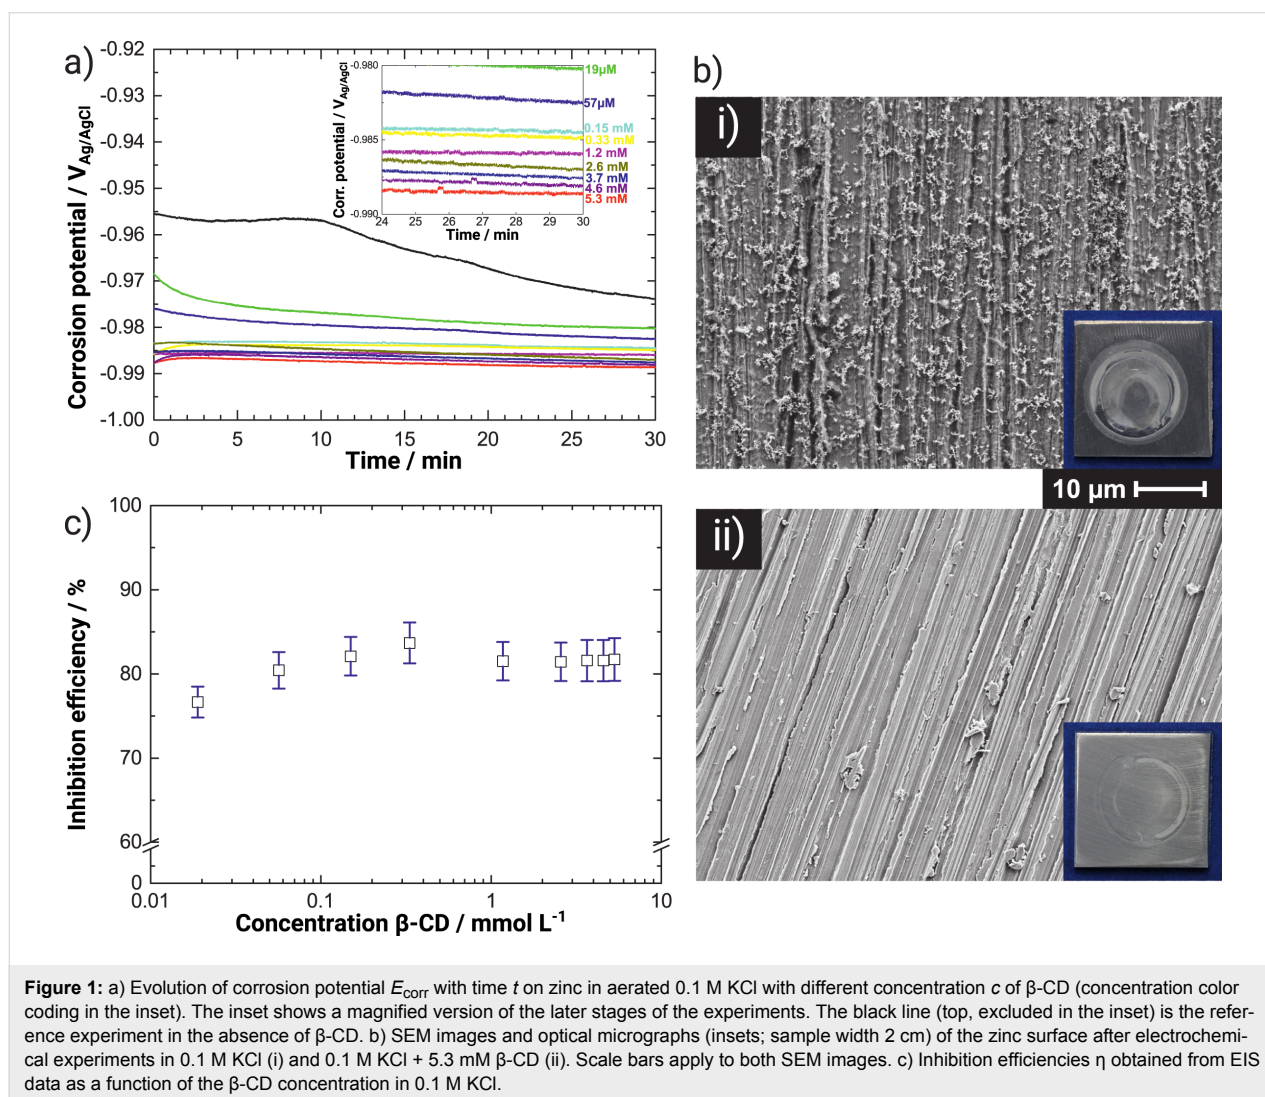 a)
Corrosion potential / V Ag/AgCl
-0.92
-0.93
-0.94
-0.95
-0.96
-0.97
-0.98
-0.99
-1.00
0 5 10 15 20 25 30
Time / min
Corr. potential / V Ag/AgCl
-0.980
-0.985
-0.990
24 25 26 27 28 29 30
Time / min
19µM
57µM
0.15 mM
0.33 mM
1.2 mM
2.6 mM
3.7 mM
4.6 mM
5.3 mM
b)
i)
10 µm
ii)
c)
Inhibition efficiency / %
100
90
80
70
60
0
0.01 0.1 1 10
Concentration β-CD / mmol L-1
Figure 1: a) Evolution of corrosion potential Ecorr with time t on zinc in aerated 0.1 M KCl with different concentration c of β-CD (concentration color
coding in the inset). The inset shows a magnified version of the later stages of the experiments. The black line (top, excluded in the inset) is the refer-
ence experiment in the absence of β-CD. b) SEM images and optical micrographs (insets; sample width 2 cm) of the zinc surface after electrochemi-
cal experiments in 0.1 M KCl (i) and 0.1 M KCl + 5.3 mM β-CD (ii). Scale bars apply to both SEM images. c) Inhibition efficiencies η obtained from EIS
data as a function of the β-CD concentration in 0.1 M KCl.